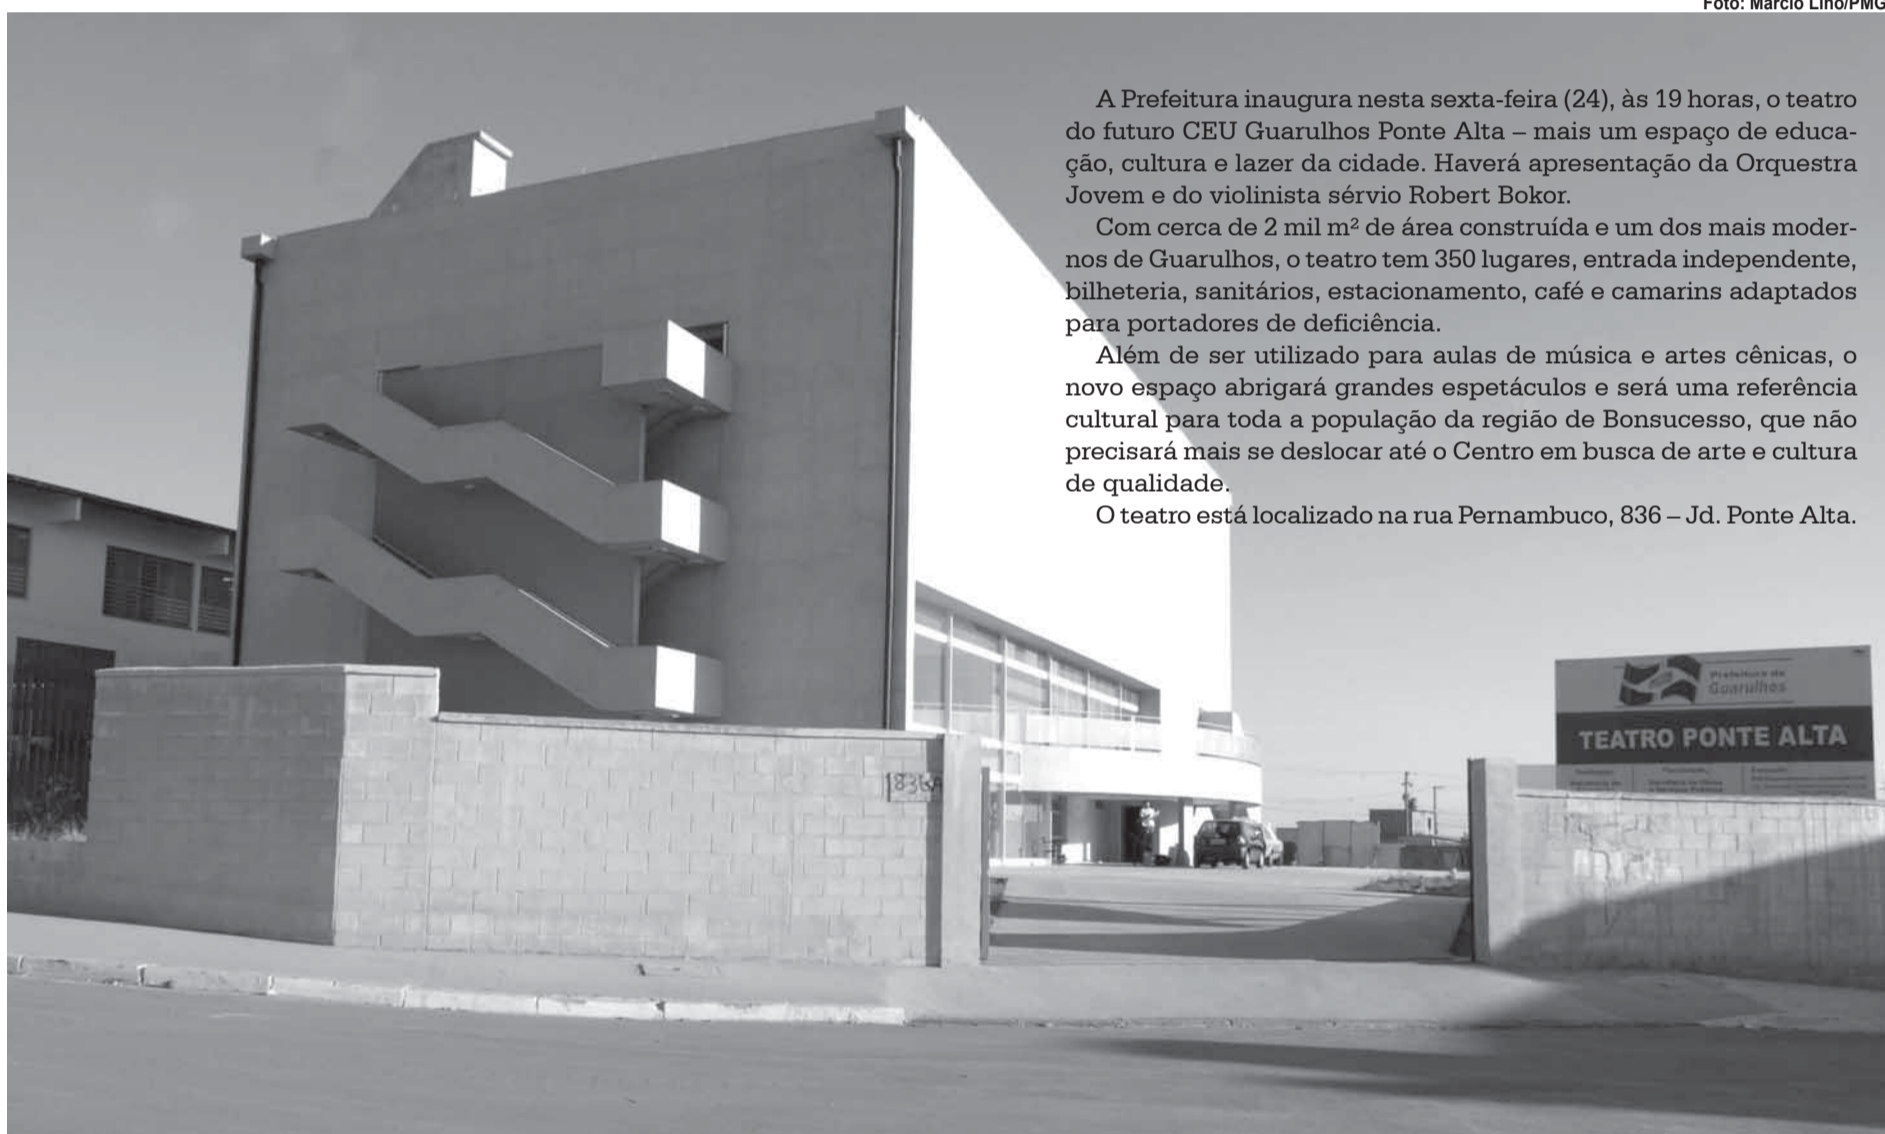 Foto: Márcio Lino/PMG
A Prefeitura inaugura nesta sexta-feira (24), às 19 horas, o teatro
do futuro CEU Guarulhos Ponte Alta – mais um espaço de educa-
ção, cultura e lazer da cidade. Haverá apresentação da Orquestra
Jovem e do violinista sérvio Robert Bokor.
Com cerca de 2 mil m² de área construída e um dos mais moder-
nos de Guarulhos, o teatro tem 350 lugares, entrada independente,
bilheteria, sanitários, estacionamento, café e camarins adaptados
para portadores de deficiência.
Além de ser utilizado para aulas de música e artes cênicas, o
novo espaço abrigará grandes espetáculos e será uma referência
cultural para toda a população da região de Bonsucesso, que não
precisará mais se deslocar até o Centro em busca de arte e cultura
de qualidade.
O teatro está localizado na rua Pernambuco, 836 – Jd. Ponte Alta.
Prefeitura de
Guarulhos
TEATRO PONTE ALTA